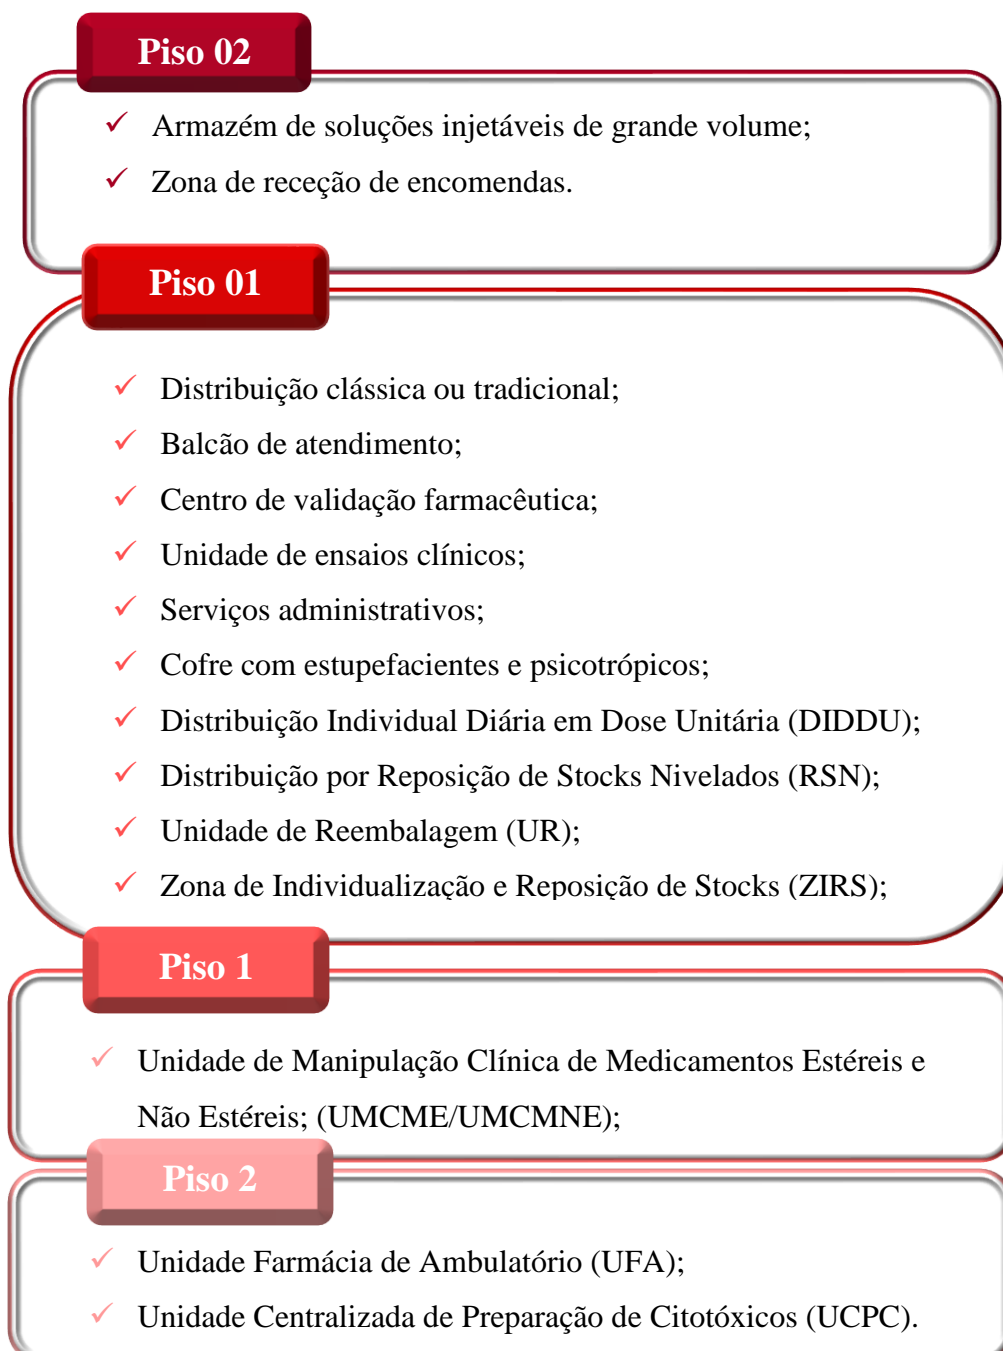 Piso 02
Armazém de soluções injetáveis de grande volume;
Zona de receção de encomendas.
Piso 01
Distribuição clássica ou tradicional;
Balcão de atendimento;
Centro de validação farmacêutica;
Unidade de ensaios clínicos;
Serviços administrativos;
Cofre com estupefacientes e psicotrópicos;
Distribuição Individual Diária em Dose Unitária (DIDDU);
Distribuição por Reposição de Stocks Nivelados (RSN);
Unidade de Reembalagem (UR);
Zona de Individualização e Reposição de Stocks (ZIRS);
Piso 1
Unidade de Manipulação Clínica de Medicamentos Estéreis e
Não Estéreis; (UMCME/UMCMNE);
Piso 2
Unidade Farmácia de Ambulatório (UFA);
Unidade Centralizada de Preparação de Citotóxicos (UCPC).